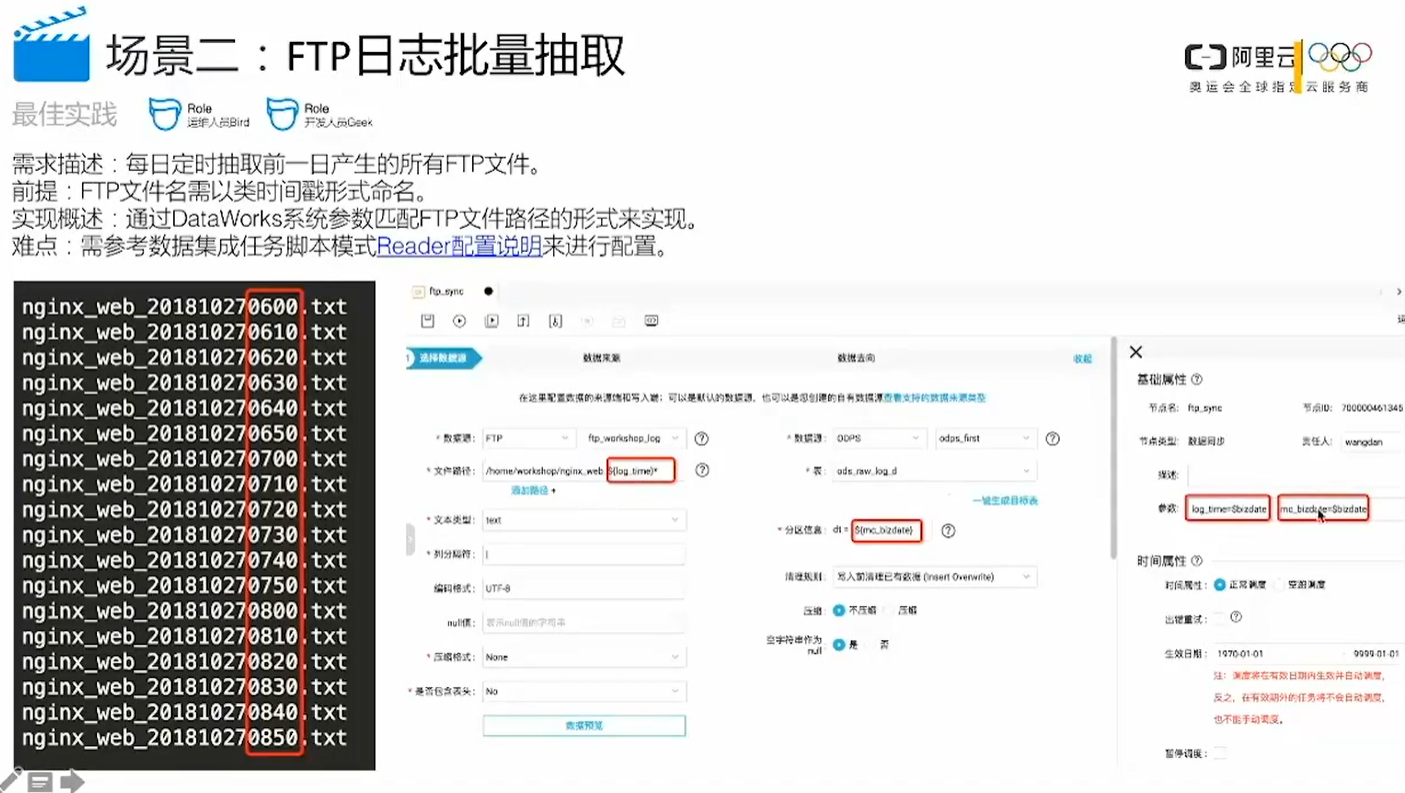 场景二：FTP日志批量抽取
阿里云
奥运会全球指定云服务商
最佳实践
Role
运维人员Bird
Role
开发人员Geek
需求描述：每日定时抽取前一日产生的所有FTP文件。
前提：FTP文件名需以类时间戳形式命名。
实现概述：通过DataWorks系统参数匹配FTP文件路径的形式来实现。
难点：需参考数据集成任务脚本模式Reader配置说明来进行配置。
nginx_web_201810270600.txt
nginx_web_201810270610.txt
nginx_web_201810270620.txt
nginx_web_201810270630.txt
nginx_web_201810270640.txt
nginx_web_201810270650.txt
nginx_web_201810270700.txt
nginx_web_201810270710.txt
nginx_web_201810270720.txt
nginx_web_201810270730.txt
nginx_web_201810270740.txt
nginx_web_201810270750.txt
nginx_web_201810270800.txt
nginx_web_201810270810.txt
nginx_web_201810270820.txt
nginx_web_201810270830.txt
nginx_web_201810270840.txt
nginx_web_201810270850.txt
ftp_sync
选择数据源 数据来源 数据去向 收起
在这里配置数据的来源端和写入端；可以是默认的数据源，也可以是您创建的自有数据源查看支持的数据来源类型
* 数据源： FTP ftp_workshop_log
* 文件路径： /home/workshop/nginx_web_${log_time}*
添加路径 +
* 文本类型： text
* 列分隔符： |
编码格式： UTF-8
null值： 表示null值的字符串
* 压缩格式： None
* 是否包含表头： No
数据预览
* 数据源： ODPS odps_first
* 表： ods_raw_log_d
一键生成目标表
* 分区信息： dt = ${mc_bizdate}
清理规则： 写入前清理已有数据 (Insert Overwrite)
压缩： 不压缩 压缩
空字符串作为null 是 否
基础属性
节点名： ftp_sync 节点ID： 700000461345
节点类型： 数据同步 责任人： wangdan
描述：
参数： log_time=$bizdate mc_bizdate=$bizdate
时间属性
时间属性： 正常调度 空跑调度
出错重试：
生效日期： 1970-01-01 9999-01-01
注：调度将在有效日期内生效并自动调度，
反之，在有效期外的任务将不会自动调度，
也不能手动调度。
暂停调度：